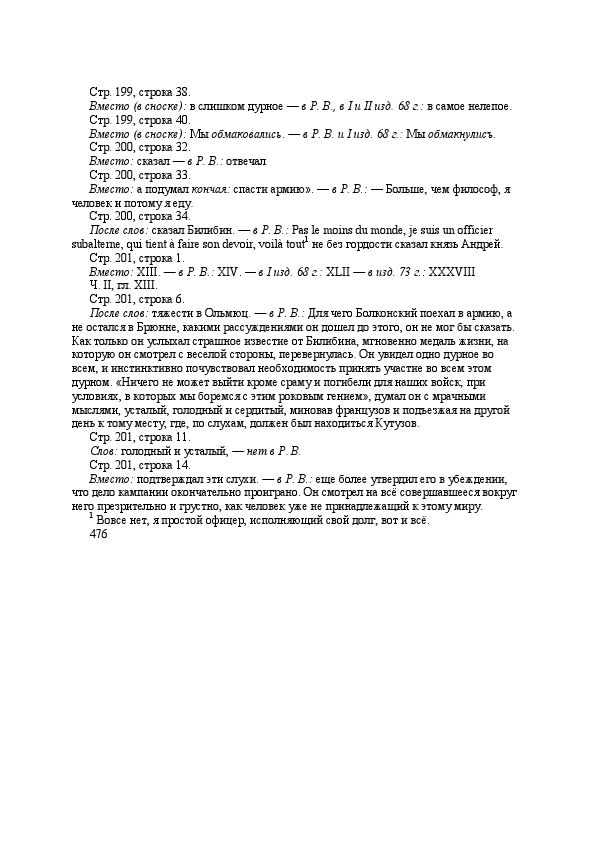 Стр. 199, строка 38.
Вместо (в сноске): в слишком дурное — в Р. В., в I и II изд. 68 г.: в самое нелепое.
Стр. 199, строка 40.
Вместо (в сноске): Мы обмаковались. — в Р. В. и I изд. 68 г.: Мы обмакнулись.
Стр. 200, строка 32.
Вместо: сказал — в Р. В.: отвечал
Стр. 200, строка 33.
Вместо: а подумал кончая: спасти армию». — в Р. В.: — Больше, чем философ, я
человек и потому я еду.
Стр. 200, строка 34.
После слов: сказал Билибин. — в Р. В.: Pas le moins du monde, je suis un officier
subalterne, qui tient à faire son devoir, voilà tout¹ не без гордости сказал князь Андрей.
Стр. 201, строка 1.
Вместо: XIII. — в Р. В.: XIV. — в I изд. 68 г.: XLII — в изд. 73 г.: XXXVIII
Ч. II, гл. XIII.
Стр. 201, строка 6.
После слов: тяжести в Ольмюц. — в Р. В.: Для чего Болконский поехал в армию, а
не остался в Брюнне, какими рассуждениями он дошел до этого, он не мог бы сказать.
Как только он услыхал страшное известие от Билибина, мгновенно медаль жизни, на
которую он смотрел с веселой стороны, перевернулась. Он увидел одно дурное во
всем, и инстинктивно почувствовал необходимость принять участие во всем этом
дурном. «Ничего не может выйти кроме сраму и погибели для наших войск, при
условиях, в которых мы боремся с этим роковым гением», думал он с мрачными
мыслями, усталый, голодный и сердитый, миновав французов и подъезжая на другой
день к тому месту, где, по слухам, должен был находиться Кутузов.
Стр. 201, строка 11.
Слов: голодный и усталый, — нет в Р. В.
Стр. 201, строка 14.
Вместо: подтверждал эти слухи. — в Р. В.: еще более утвердил его в убеждении,
что дело кампании окончательно проиграно. Он смотрел на всё совершавшееся вокруг
него презрительно и грустно, как человек уже не принадлежащий к этому миру.
¹ Вовсе нет, я простой офицер, исполняющий свой долг, вот и всё.
476